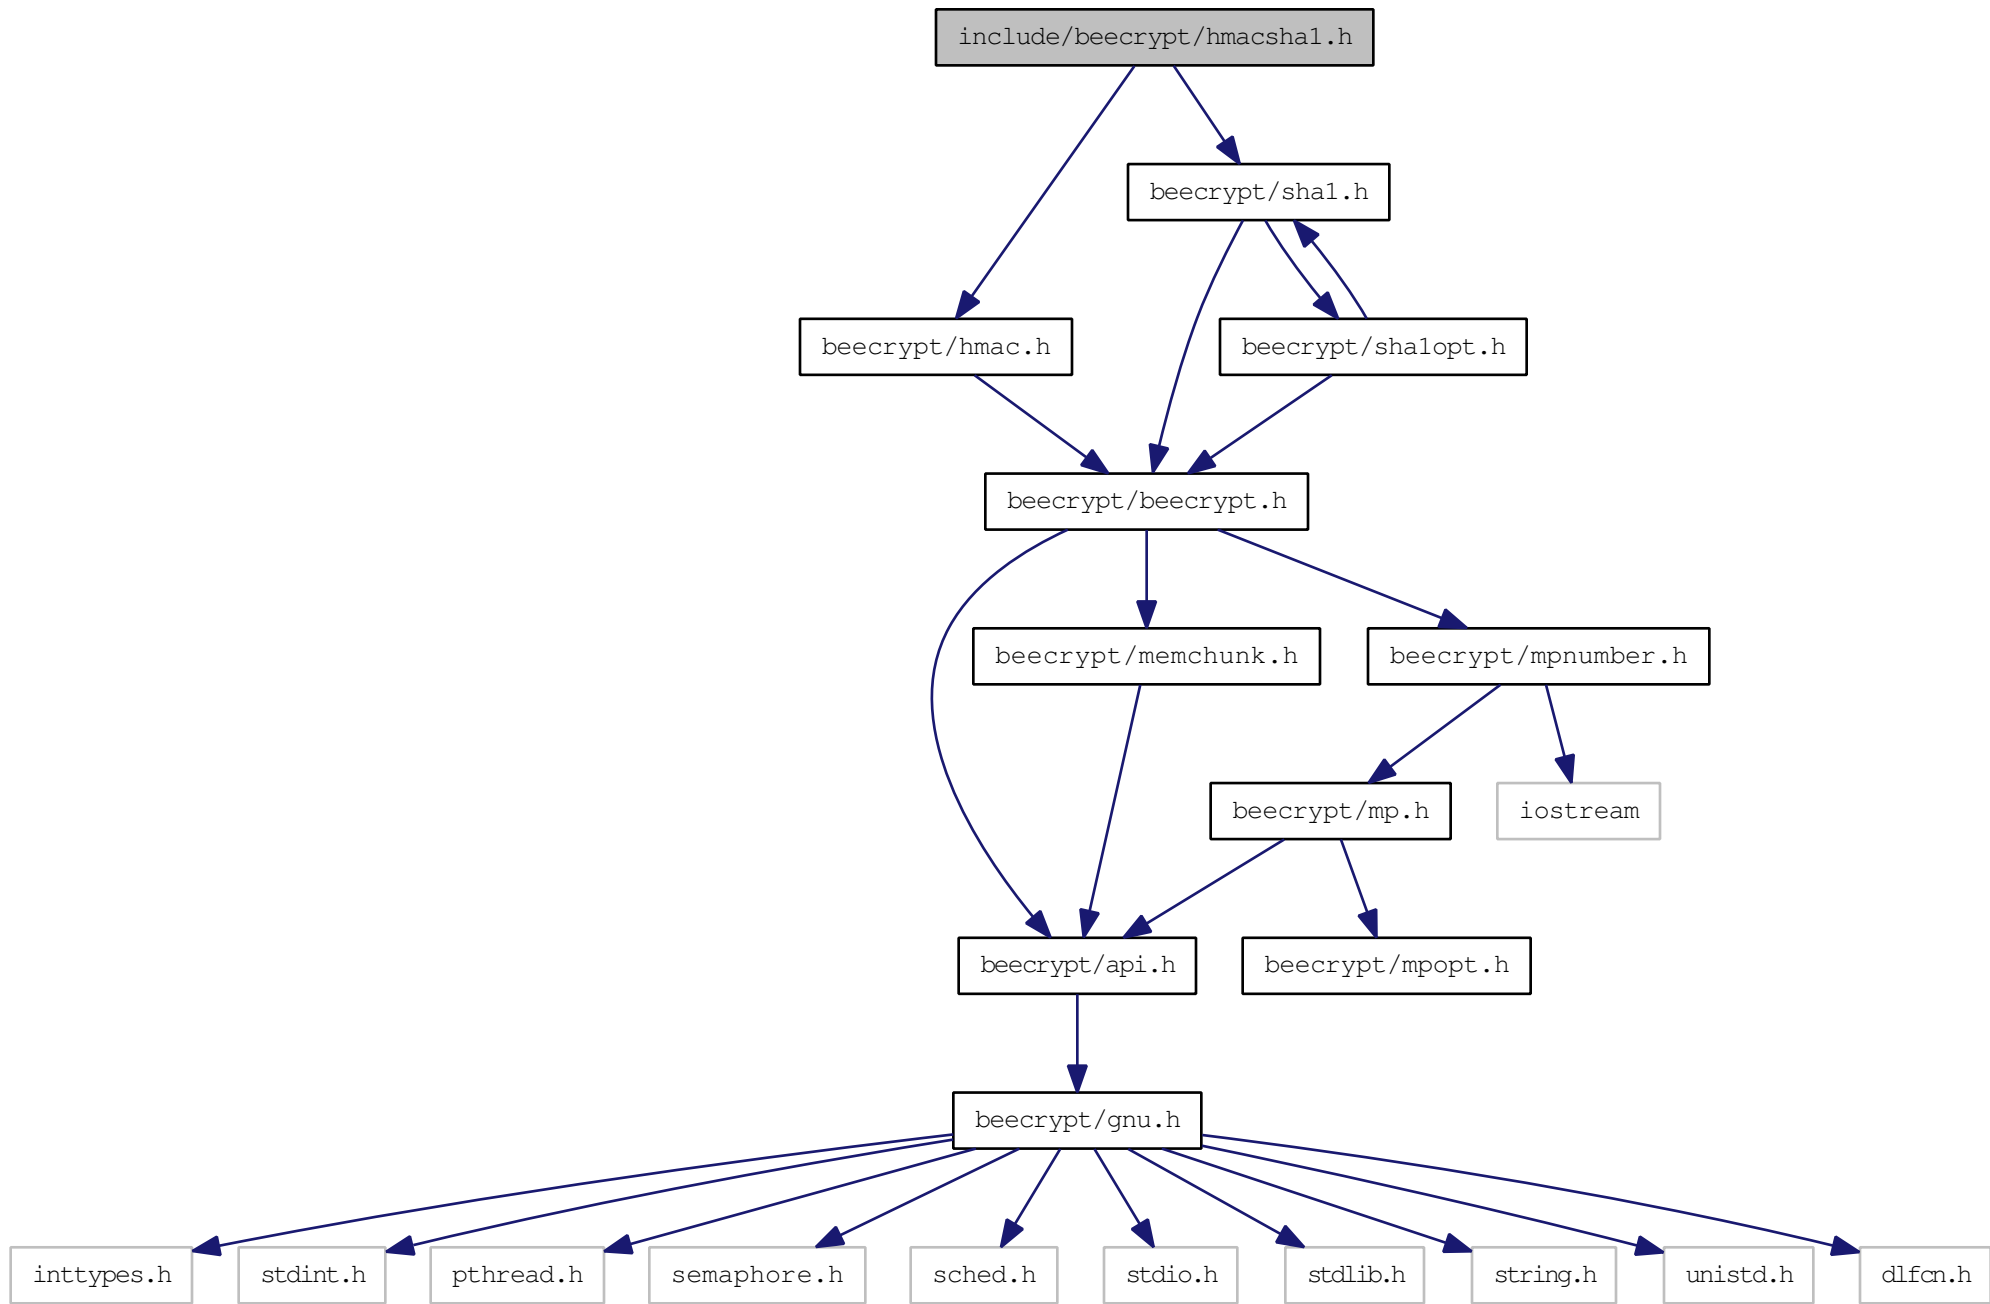 include/beecrypt/hmacsha1.h
beecrypt/sha1.h
beecrypt/hmac.h
beecrypt/sha1opt.h
beecrypt/beecrypt.h
beecrypt/memchunk.h
beecrypt/mpnumber.h
beecrypt/mp.h
iostream
beecrypt/api.h
beecrypt/mpopt.h
beecrypt/gnu.h
inttypes.h
stdint.h
pthread.h
semaphore.h
sched.h
stdio.h
stdlib.h
string.h
unistd.h
dlfcn.h